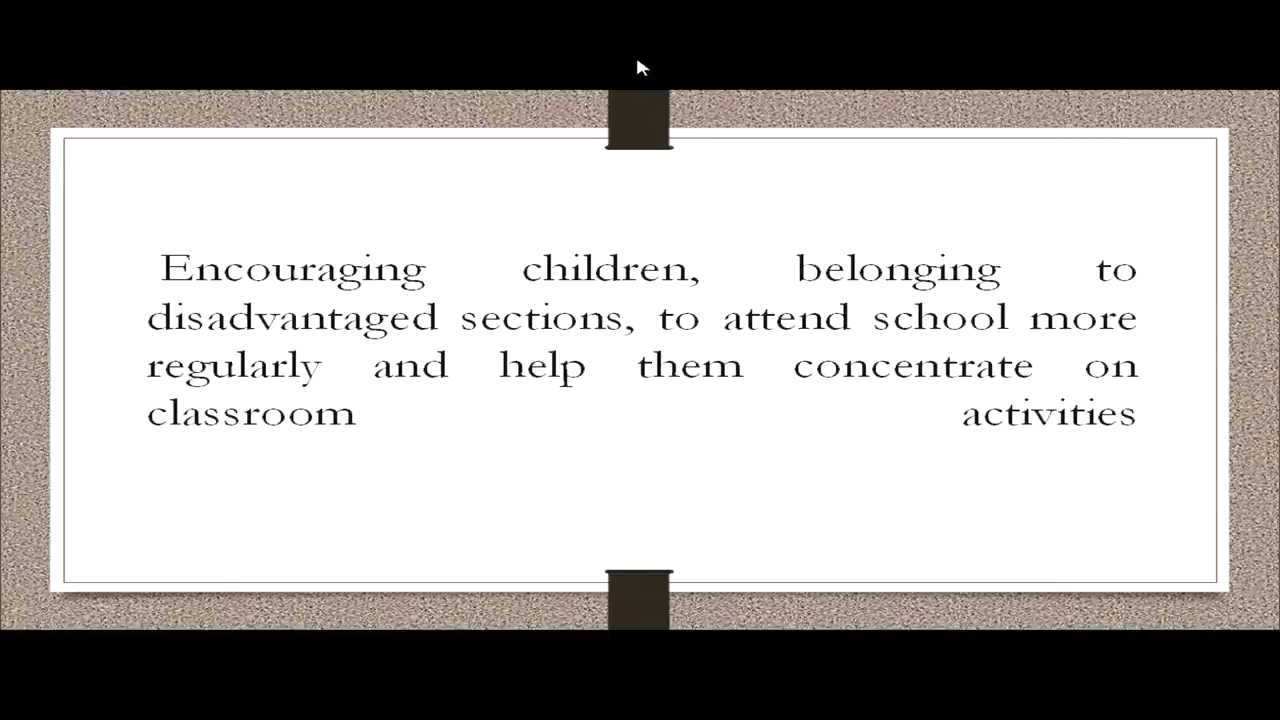 Encouraging children, belonging to
disadvantaged sections, to attend school more
regularly and help them concentrate on
classroom activities